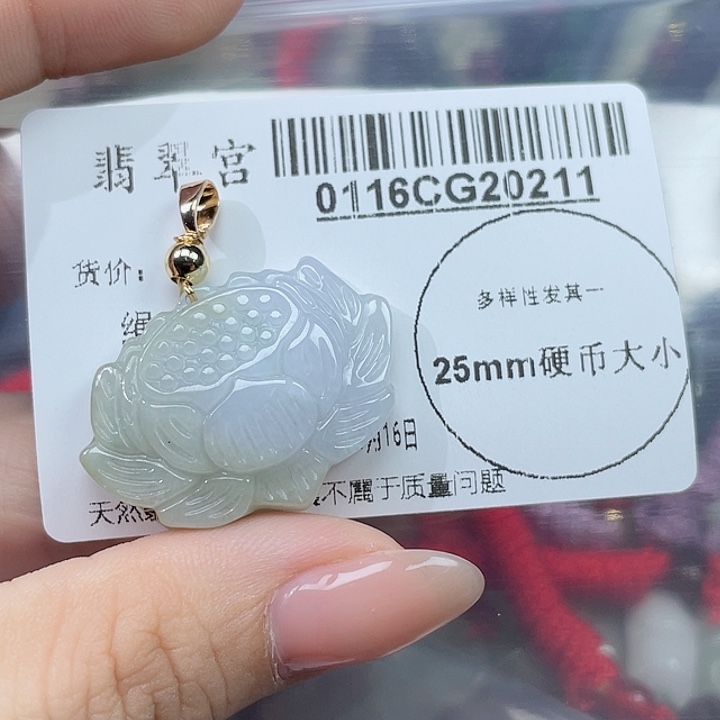 翡翠宫
0116CG20211
货价:
多样性发其一
绳
25mm硬币大小
月16日
天然
不属于质量问题